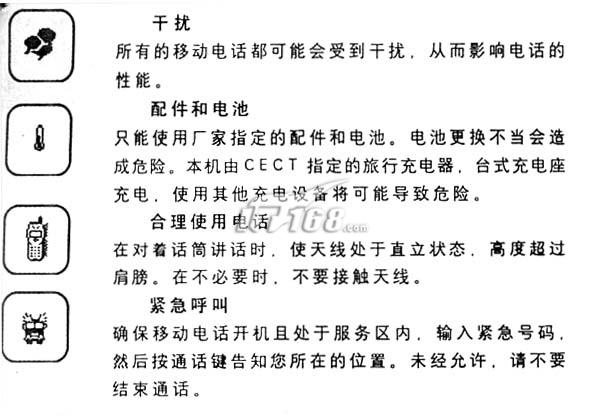 干扰
所有的移动电话都可能会受到干扰，从而影响电话的
性能。
配件和电池
只能使用厂家指定的配件和电池。电池更换不当会造
成危险。本机由CECT 指定的旅行充电器，台式充电座
充电，使用其他充电设备将可能导致危险。
合理使用电话
在对着话筒讲话时，使天线处于直立状态，高度超过
肩膀。在不必要时，不要接触天线。
紧急呼叫
确保移动电话开机且处于服务区内，输入紧急号码，
然后按通话键告知您所在的位置。未经允许，请不要
结束通话。
IT168.com